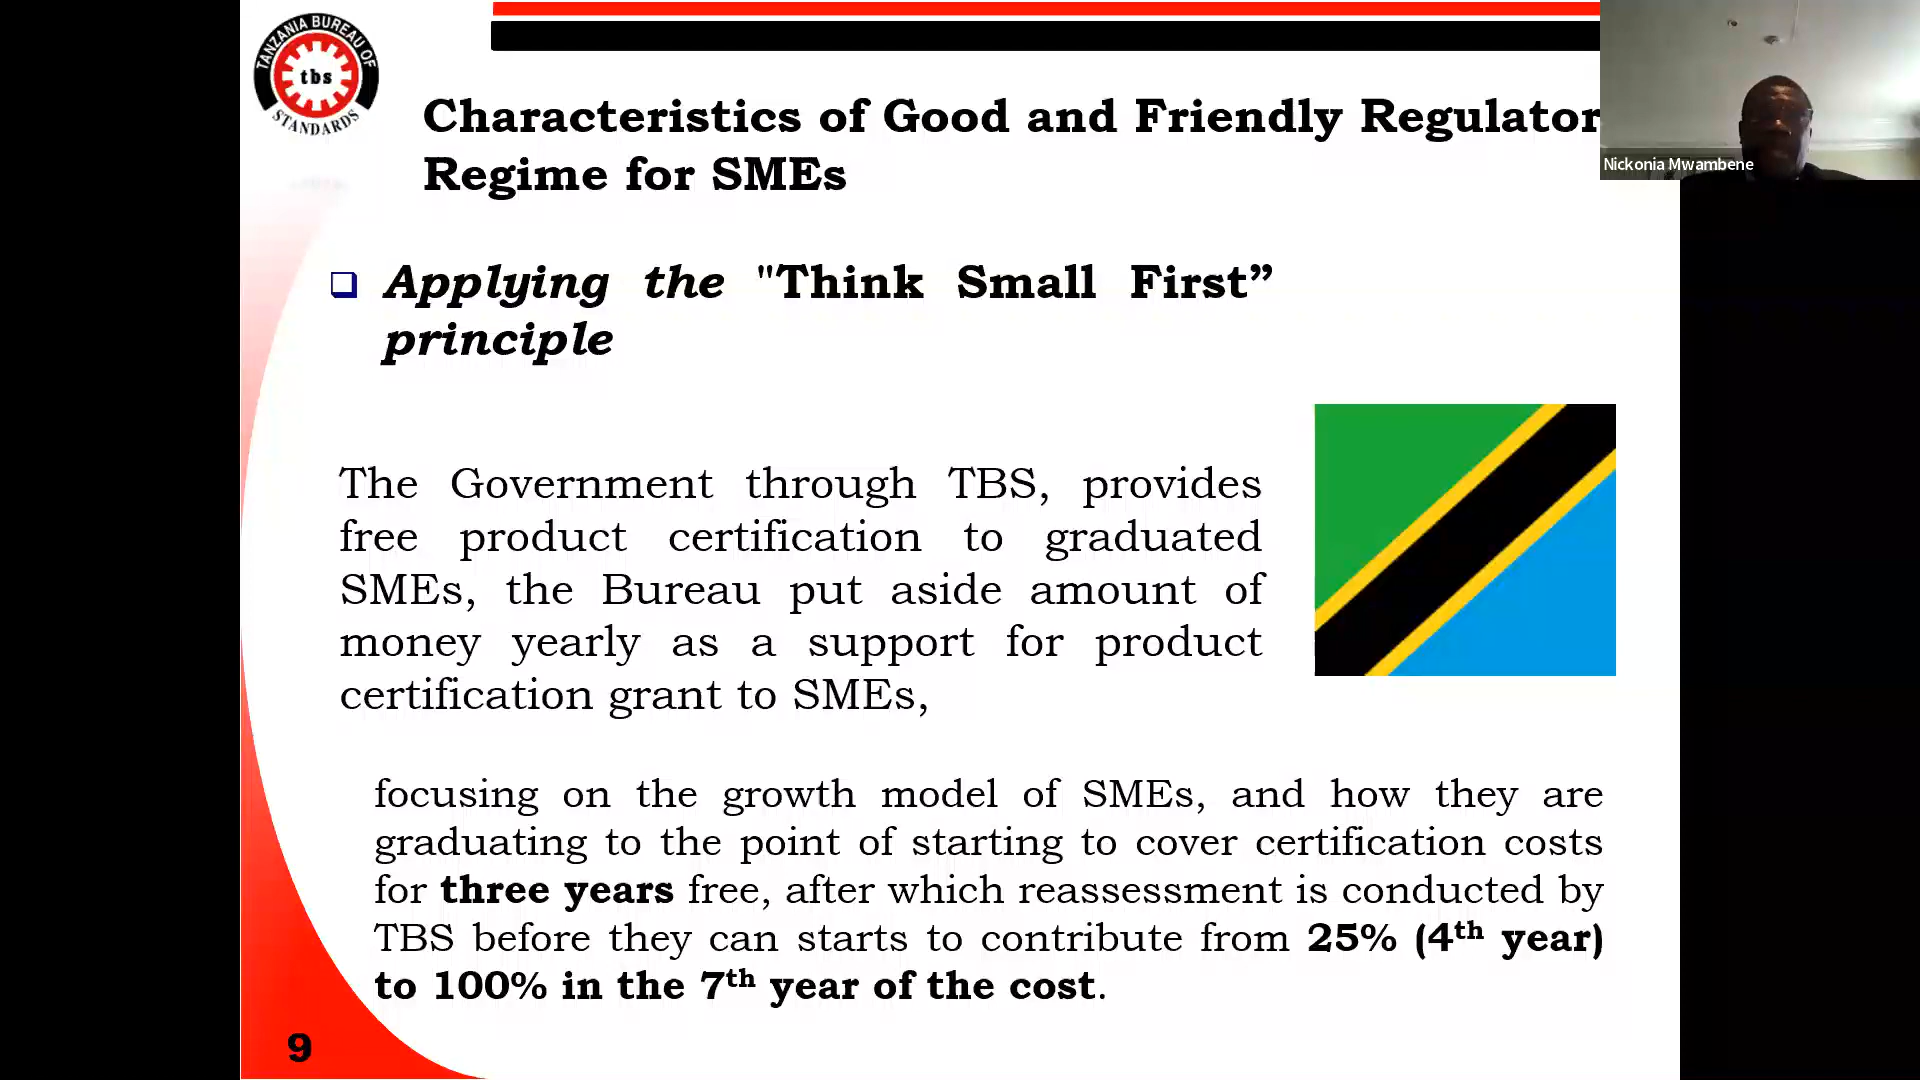 TANZANIA BUREAU OF
tbs
STANDARDS
Characteristics of Good and Friendly Regulator
Regime for SMEs
Nickonia Mwambene
❑ Applying the "Think Small First”
principle
The Government through TBS, provides
free product certification to graduated
SMEs, the Bureau put aside amount of
money yearly as a support for product
certification grant to SMEs,
focusing on the growth model of SMEs, and how they are
graduating to the point of starting to cover certification costs
for three years free, after which reassessment is conducted by
TBS before they can starts to contribute from 25% (4th year)
to 100% in the 7th year of the cost.
9